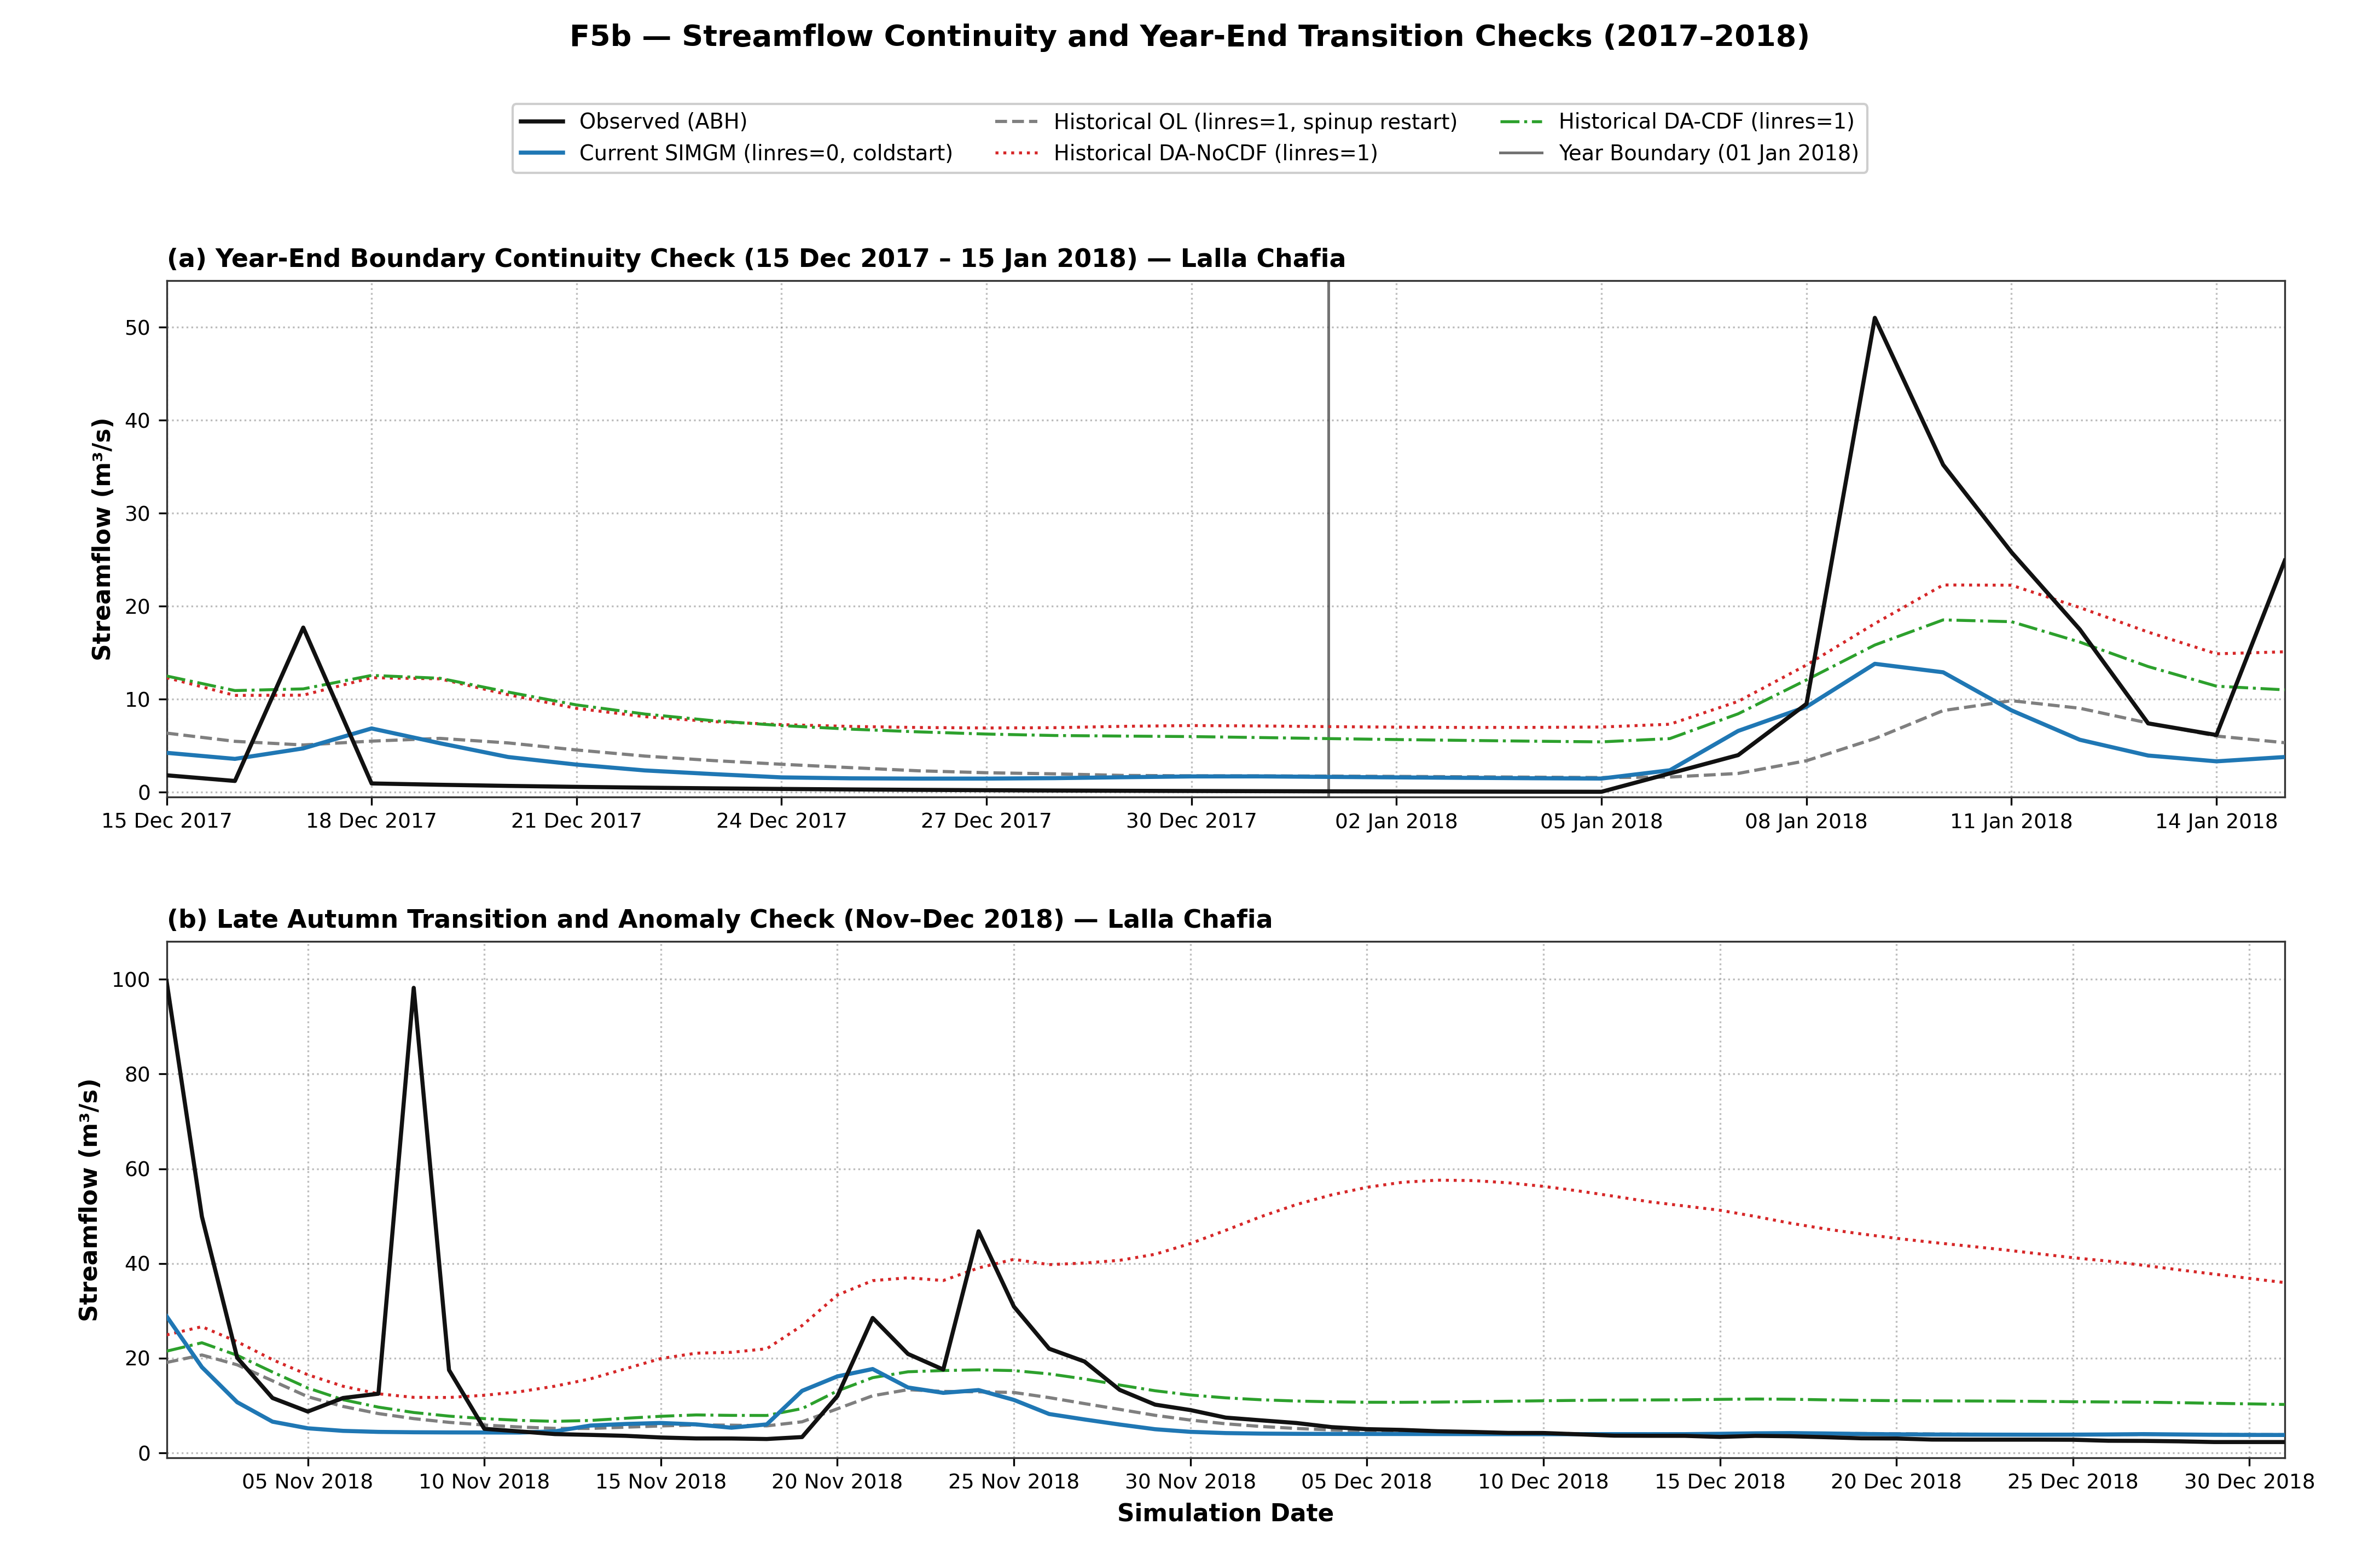 F5b — Streamflow Continuity and Year-End Transition Checks (2017–2018)
Observed (ABH)
Current SIMGM (linres=0, coldstart)
Historical OL (linres=1, spinup restart)
Historical DA-NoCDF (linres=1)
Historical DA-CDF (linres=1)
Year Boundary (01 Jan 2018)
(a) Year-End Boundary Continuity Check (15 Dec 2017 – 15 Jan 2018) — Lalla Chafia
Streamflow (m³/s)
50
40
30
20
10
0
15 Dec 2017
18 Dec 2017
21 Dec 2017
24 Dec 2017
27 Dec 2017
30 Dec 2017
02 Jan 2018
05 Jan 2018
08 Jan 2018
11 Jan 2018
14 Jan 2018
(b) Late Autumn Transition and Anomaly Check (Nov–Dec 2018) — Lalla Chafia
Streamflow (m³/s)
100
80
60
40
20
0
05 Nov 2018
10 Nov 2018
15 Nov 2018
20 Nov 2018
25 Nov 2018
30 Nov 2018
05 Dec 2018
10 Dec 2018
15 Dec 2018
20 Dec 2018
25 Dec 2018
30 Dec 2018
Simulation Date